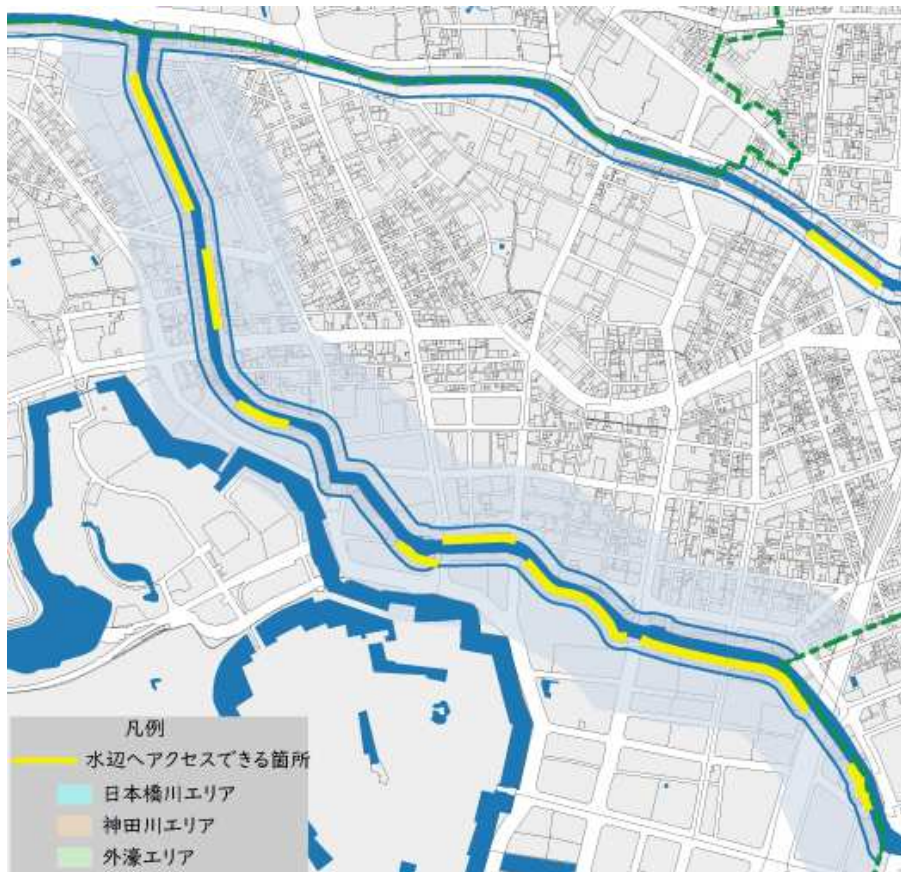 凡例
水辺へアクセスできる箇所
日本橋川エリア
神田川エリア
外濠エリア